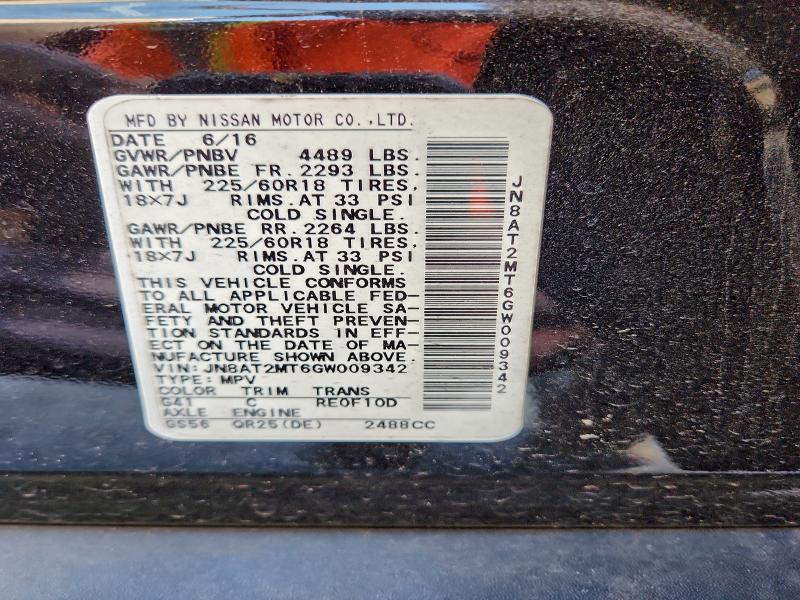 MFD BY NISSAN MOTOR CO.,LTD.
DATE 6/16
GVWR/PNBV 4489 LBS.
GAWR/PNBE FR. 2293 LBS.
WITH 225/60R18 TIRES,
18×7J RIMS.AT 33 PSI
COLD SINGLE.
GAWR/PNBE RR. 2264 LBS.
WITH 225/60R18 TIRES,
18×7J RIMS.AT 33 PSI
COLD SINGLE.
THIS VEHICLE CONFORMS
TO ALL APPLICABLE FED-
ERAL MOTOR VEHICLE SA-
FETY AND THEFT PREVEN-
TION STANDARDS IN EFF-
ECT ON THE DATE OF MA-
NUFACTURE SHOWN ABOVE.
VIN: JN8AT2MT6GW009342
TYPE: MPV
COLOR TRIM TRANS
G41 C RE0F10D
AXLE ENGINE
GS56 QR25(DE) 2488CC
JN8AT2MT6GW009342